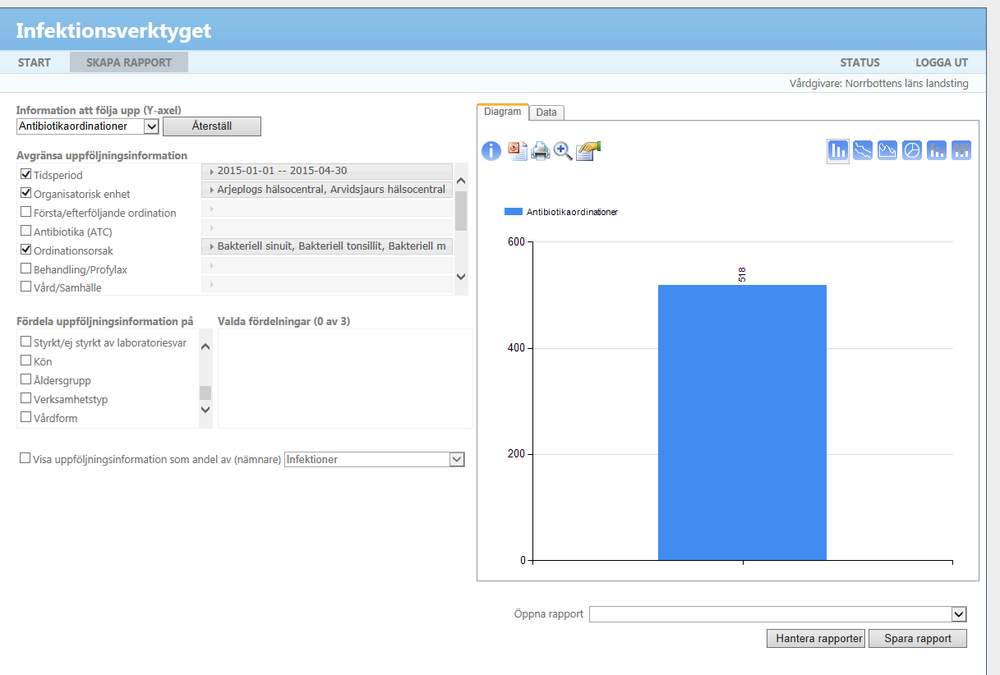 Infektionsverktyget
START SKAPA RAPPORT STATUS LOGGA UT
Vårdgivare: Norrbottens läns landsting
Information att följa upp (Y-axel)
Antibiotikaordinationer Återställ
Avgränsa uppföljningsinformation
Tidsperiod 2015-01-01 -- 2015-04-30
Organisatorisk enhet Arjeplogs hälsocentral, Arvidsjaurs hälsocentral
Första/efterföljande ordination
Antibiotika (ATC)
Ordinationsorsak Bakteriell sinuit, Bakteriell tonsillit, Bakteriell m
Behandling/Profylax
Vård/Samhälle
Fördela uppföljningsinformation på Valda fördelningar (0 av 3)
Styrkt/ej styrkt av laboratoriesvar
Kön
Åldersgrupp
Verksamhetstyp
Vårdform
Visa uppföljningsinformation som andel av (nämnare) Infektioner
Diagram Data
Antibiotikaordinationer
600
518
400
200
0
Öppna rapport
Hantera rapporter Spara rapport